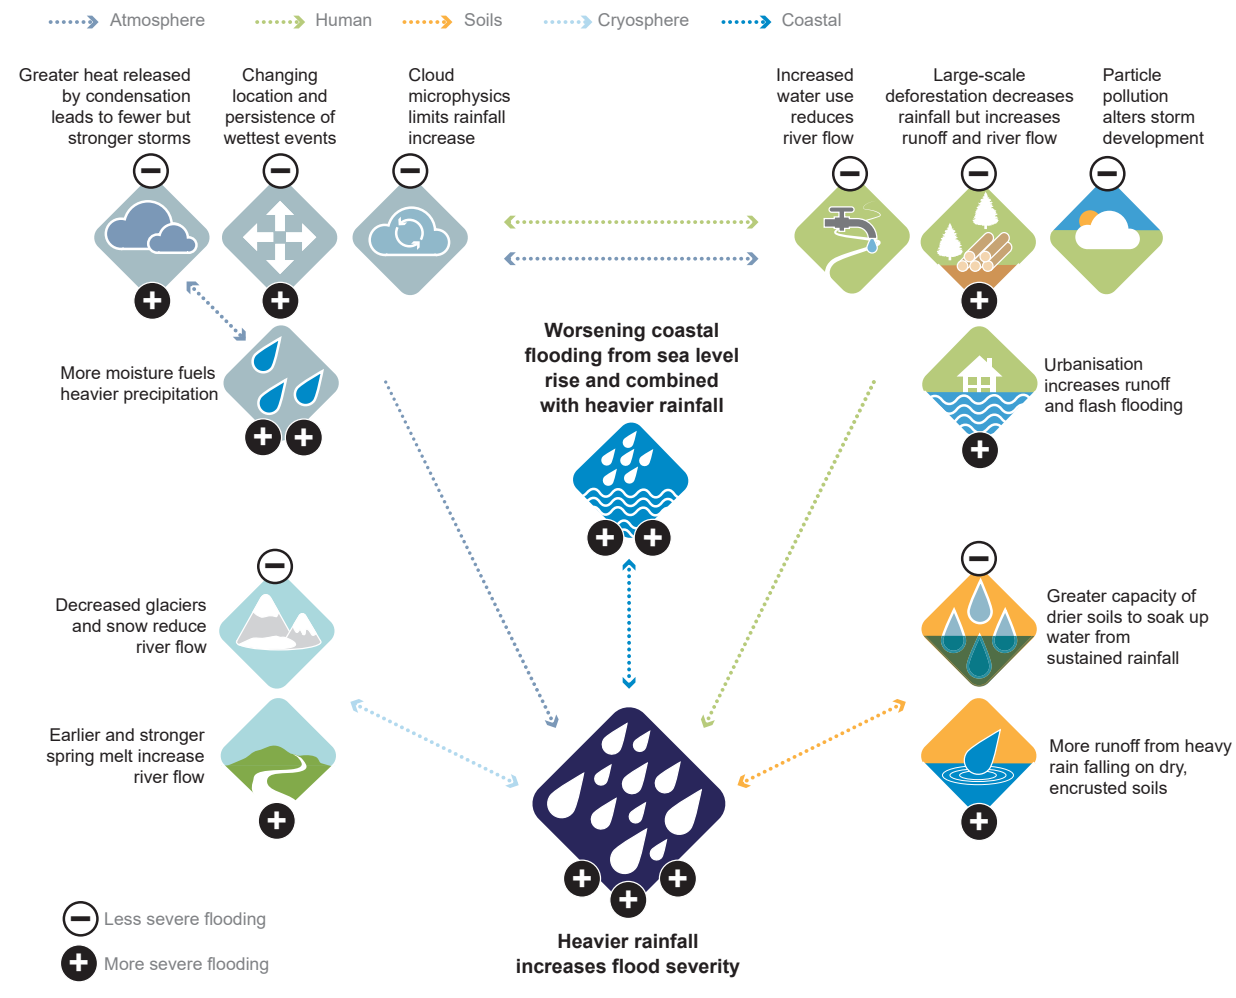 Atmosphere
Human
Soils
Cryosphere
Coastal
Greater heat released
by condensation
leads to fewer but
stronger storms
Changing
location and
persistence of
wettest events
Cloud
microphysics
limits rainfall
increase
Increased
water use
reduces
river flow
Large-scale
deforestation decreases
rainfall but increases
runoff and river flow
Particle
pollution
alters storm
development
More moisture fuels
heavier precipitation
Worsening coastal
flooding from sea level
rise and combined
with heavier rainfall
Urbanisation
increases runoff
and flash flooding
Decreased glaciers
and snow reduce
river flow
Greater capacity of
drier soils to soak up
water from
sustained rainfall
Earlier and stronger
spring melt increase
river flow
More runoff from heavy
rain falling on dry,
encrusted soils
Less severe flooding
More severe flooding
Heavier rainfall
increases flood severity